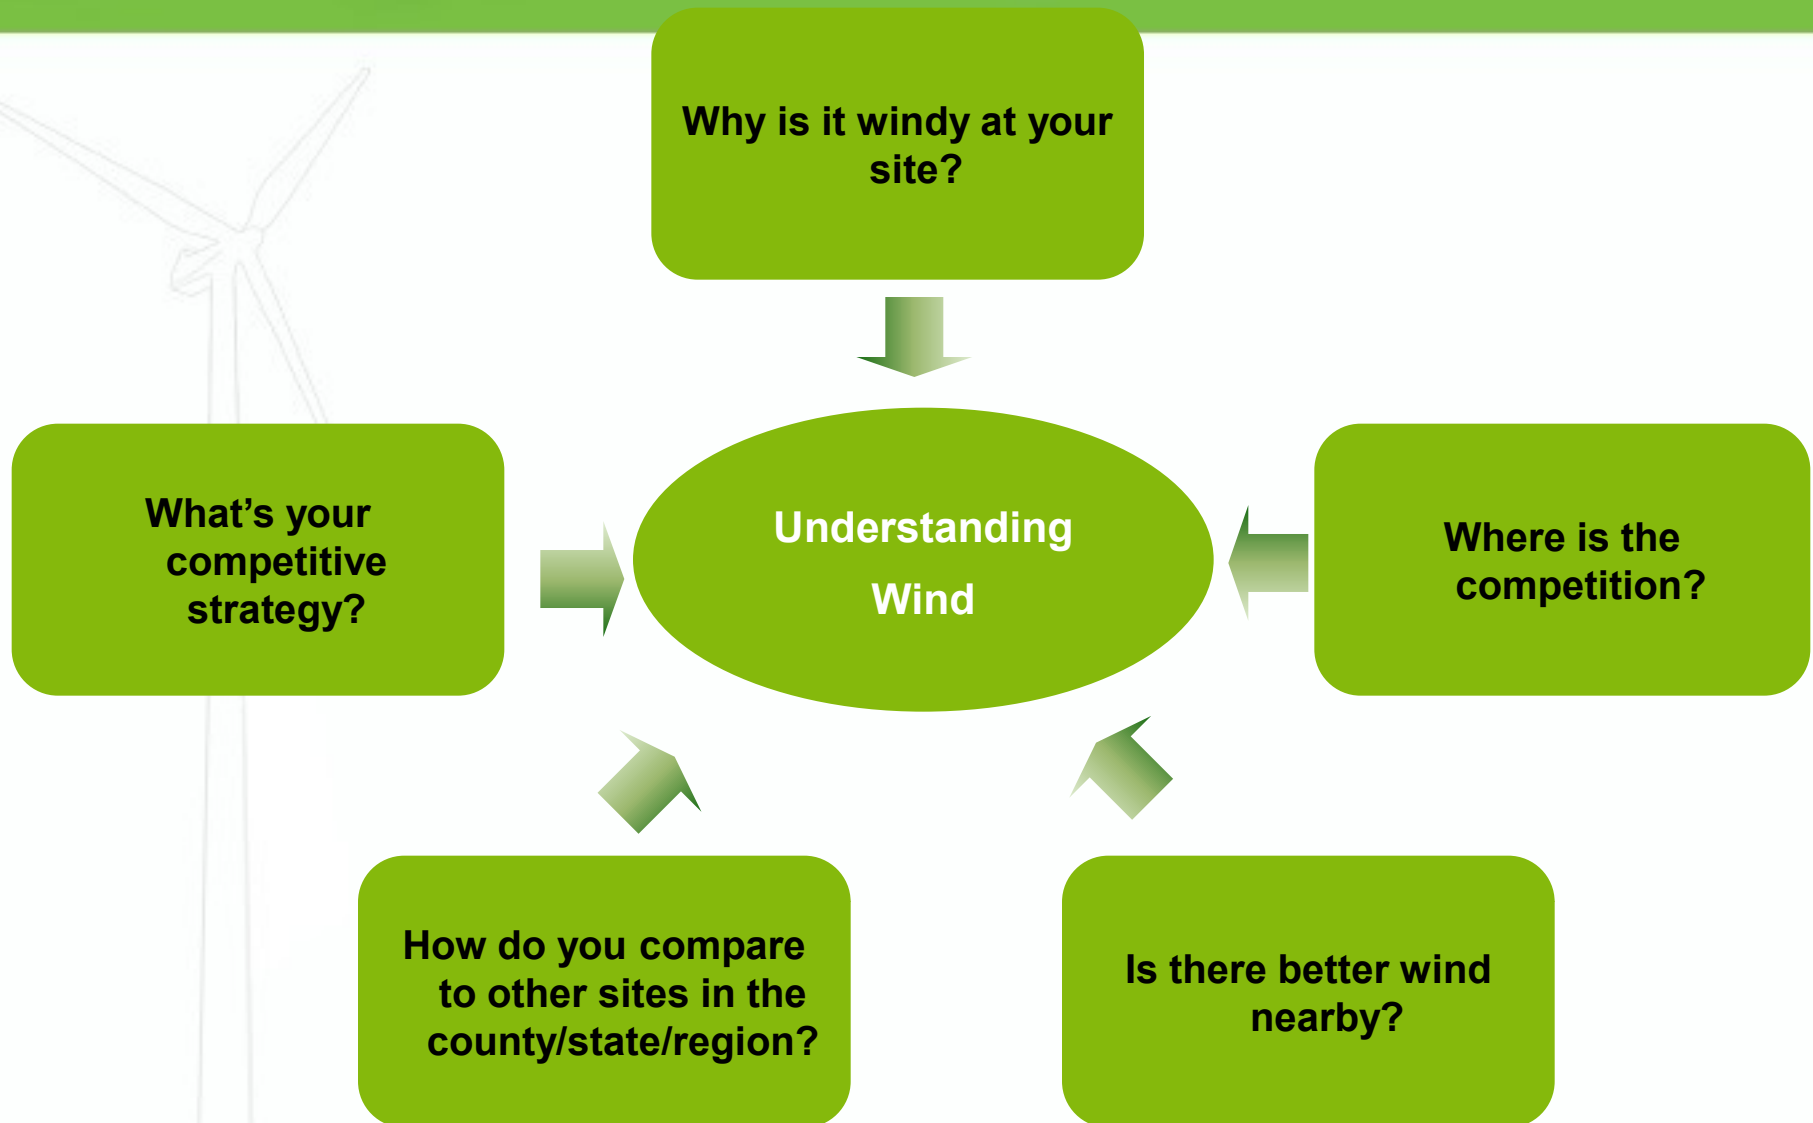 Why is it windy at your
site?
What’s your
competitive
strategy?
Understanding
Wind
Where is the
competition?
How do you compare
to other sites in the
county/state/region?
Is there better wind
nearby?